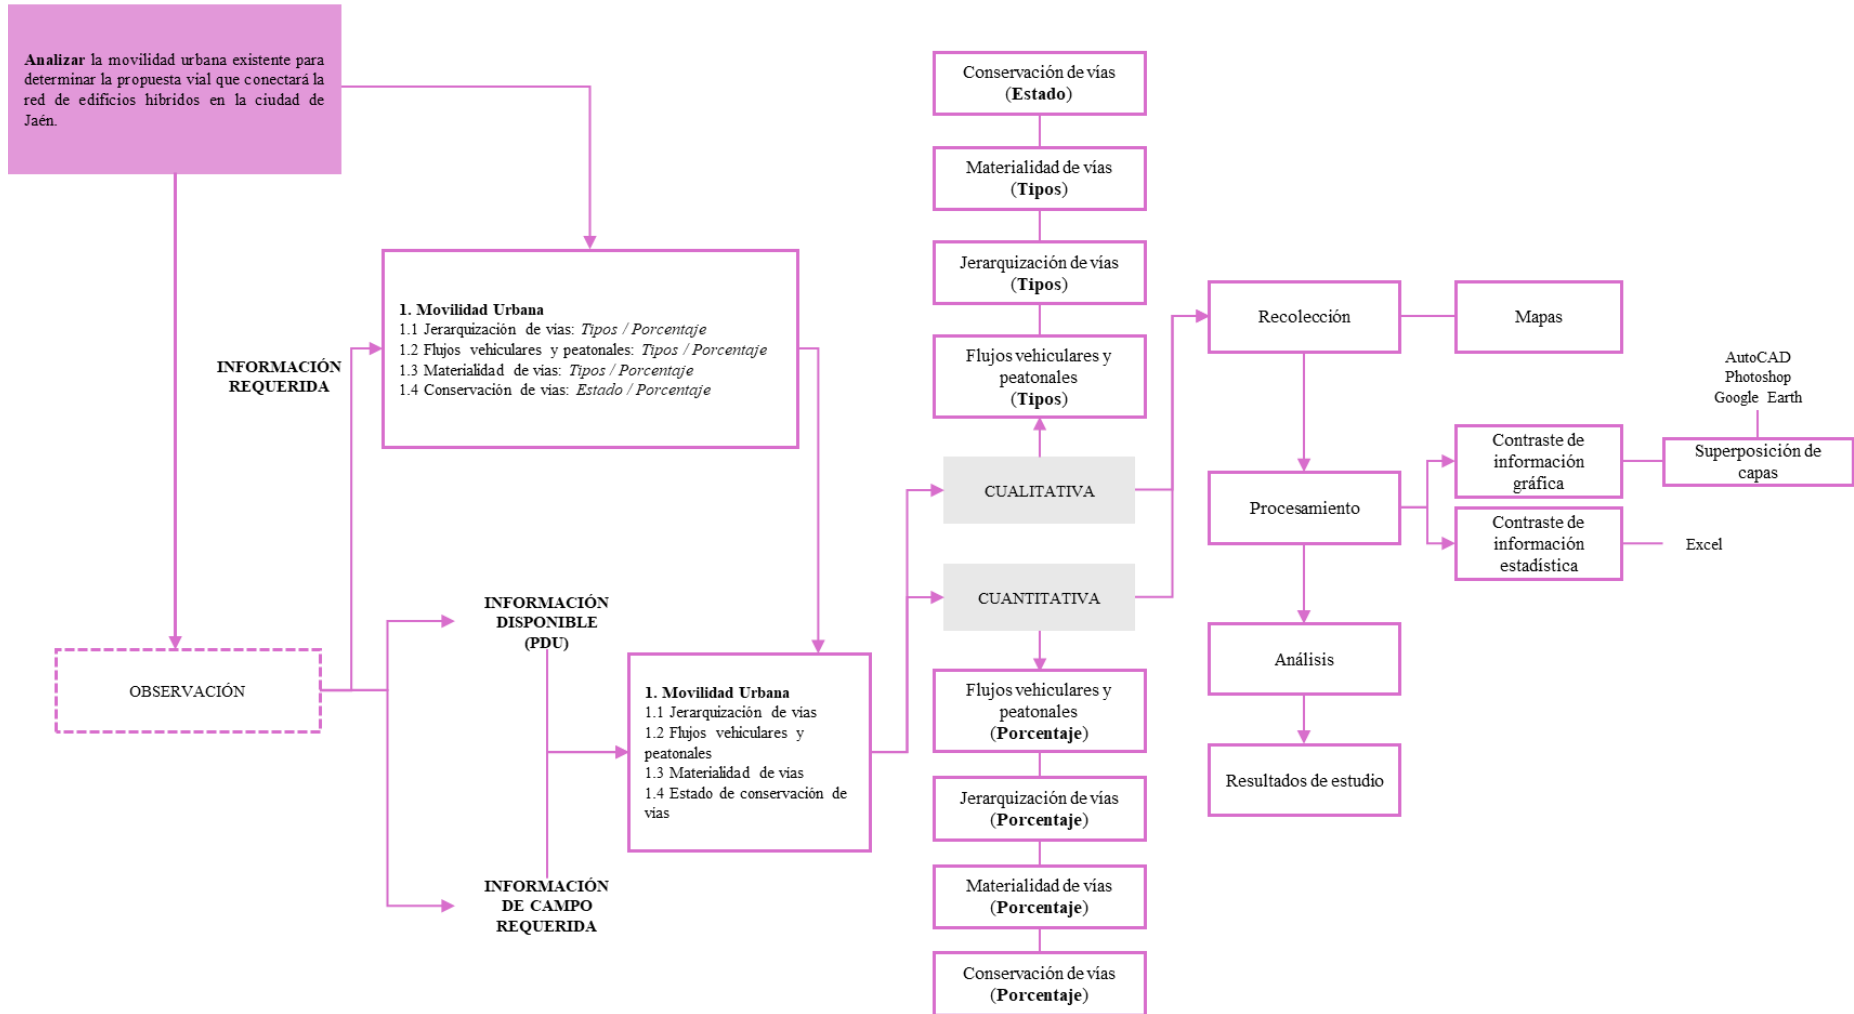 Analizar la movilidad urbana existente para
determinar la propuesta vial que conectará la
red de edificios hibridos en la ciudad de
Jaén.
INFORMACIÓN
REQUERIDA
1. Movilidad Urbana
1.1 Jerarquización de vias: Tipos / Porcentaje
1.2 Flujos vehiculares y peatonales: Tipos / Porcentaje
1.3 Materialidad de vías: Tipos / Porcentaje
1.4 Conservación de vías: Estado / Porcentaje
OBSERVACIÓN
INFORMACIÓN
DISPONIBLE
(PDU)
INFORMACIÓN
DE CAMPO
REQUERIDA
1. Movilidad Urbana
1.1 Jerarquización de vías
1.2 Flujos vehiculares y
peatonales
1.3 Materialidad de vías
1.4 Estado de conservación de
vías
Conservación de vías
(Estado)
Materialidad de vías
(Tipos)
Jerarquización de vías
(Tipos)
Flujos vehiculares y
peatonales
(Tipos)
CUALITATIVA
CUANTITATIVA
Flujos vehiculares y
peatonales
(Porcentaje)
Jerarquización de vías
(Porcentaje)
Materialidad de vías
(Porcentaje)
Conservación de vías
(Porcentaje)
Recolección
Mapas
Procesamiento
Contraste de
información
gráfica
Superposición de
capas
AutoCAD
Photoshop
Google Earth
Contraste de
información
estadística
Excel
Análisis
Resultados de estudio